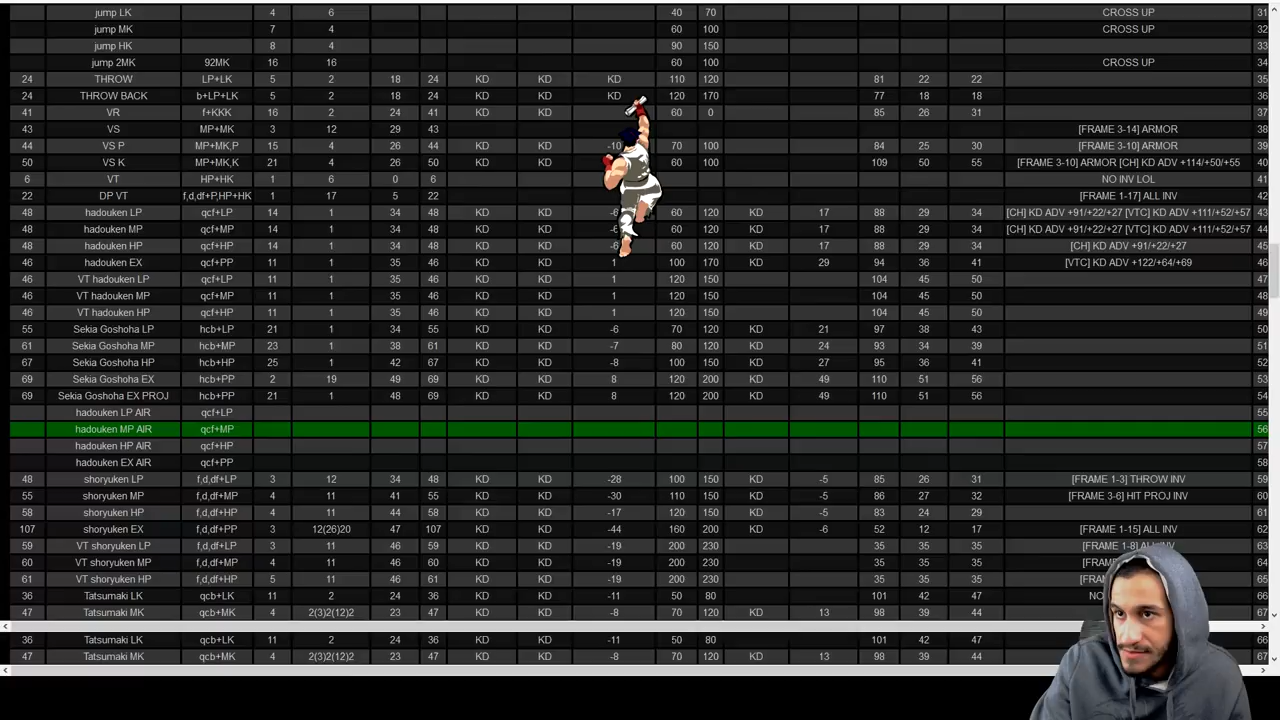 jump LK 4 6 40 70 CROSS UP 31
jump MK 7 4 60 100 CROSS UP 32
jump HK 8 4 90 150 33
jump 2MK 92MK 16 16 60 100 CROSS UP 34
24 THROW LP+LK 5 2 18 24 KD KD KD 110 120 81 22 22 35
24 THROW BACK b+LP+LK 5 2 18 24 KD KD KD 120 170 77 18 18 36
41 VR f+KKK 16 2 24 41 KD KD 60 0 85 26 31 37
43 VS MP+MK 3 12 29 43 [FRAME 3-14] ARMOR 38
44 VS P MP+MK,P 15 4 26 44 KD KD -10 70 100 84 25 30 [FRAME 3-10] ARMOR 39
50 VS K MP+MK,K 21 4 26 50 KD KD 60 100 109 50 55 [FRAME 3-10] ARMOR [CH] KD ADV +114/+50/+55 40
6 VT HP+HK 1 6 0 6 NO INV LOL 41
22 DP VT f,d,df+P,HP+HK 1 17 5 22 [FRAME 1-17] ALL INV 42
48 hadouken LP qcf+LP 14 1 34 48 KD KD -6 60 120 KD 17 88 29 34 [CH] KD ADV +91/+22/+27 [VTC] KD ADV +111/+52/+57 43
48 hadouken MP qcf+MP 14 1 34 48 KD KD -6 60 120 KD 17 88 29 34 [CH] KD ADV +91/+22/+27 [VTC] KD ADV +111/+52/+57 44
48 hadouken HP qcf+HP 14 1 34 48 KD KD -6 60 120 KD 17 88 29 34 [CH] KD ADV +91/+22/+27 45
46 hadouken EX qcf+PP 11 1 35 46 KD KD 1 100 170 KD 29 94 36 41 [VTC] KD ADV +122/+64/+69 46
46 VT hadouken LP qcf+LP 11 1 35 46 KD KD 1 120 150 104 45 50 47
46 VT hadouken MP qcf+MP 11 1 35 46 KD KD 1 120 150 104 45 50 48
46 VT hadouken HP qcf+HP 11 1 35 46 KD KD 1 120 150 104 45 50 49
55 Sekia Goshoha LP hcb+LP 21 1 34 55 KD KD -6 70 120 KD 21 97 38 43 50
61 Sekia Goshoha MP hcb+MP 23 1 38 61 KD KD -7 80 120 KD 24 93 34 39 51
67 Sekia Goshoha HP hcb+HP 25 1 42 67 KD KD -8 100 150 KD 27 95 36 41 52
69 Sekia Goshoha EX hcb+PP 2 19 49 69 KD KD 8 120 200 KD 49 110 51 56 53
69 Sekia Goshoha EX PROJ hcb+PP 21 1 48 69 KD KD 8 120 200 KD 49 110 51 56 54
hadouken LP AIR qcf+LP 55
hadouken MP AIR qcf+MP 56
hadouken HP AIR qcf+HP 57
hadouken EX AIR qcf+PP 58
48 shoryuken LP f,d,df+LP 3 12 34 48 KD KD -28 100 150 KD -5 85 26 31 [FRAME 1-3] THROW INV 59
55 shoryuken MP f,d,df+MP 4 11 41 55 KD KD -30 110 150 KD -5 86 27 32 [FRAME 3-6] HIT PROJ INV 60
58 shoryuken HP f,d,df+HP 4 11 44 58 KD KD -17 120 150 KD -5 83 24 29 61
107 shoryuken EX f,d,df+PP 3 12(26)20 47 107 KD KD -44 160 200 KD -6 52 12 17 [FRAME 1-15] ALL INV 62
59 VT shoryuken LP f,d,df+LP 3 11 46 59 KD KD -19 200 230 35 35 35 [FRAME 1-8] 63
60 VT shoryuken MP f,d,df+MP 4 11 46 60 KD KD -19 200 230 35 35 35 64
61 VT shoryuken HP f,d,df+HP 5 11 46 61 KD KD -19 200 230 35 35 35 65
36 Tatsumaki LK qcb+LK 11 2 24 36 KD KD -11 50 80 101 42 47 66
47 Tatsumaki MK qcb+MK 4 2(3)2(12)2 23 47 KD KD -8 70 120 KD 13 98 39 44 67
36 Tatsumaki LK qcb+LK 11 2 24 36 KD KD -11 50 80 101 42 47 66
47 Tatsumaki MK qcb+MK 4 2(3)2(12)2 23 47 KD KD -8 70 120 KD 13 98 39 44 67